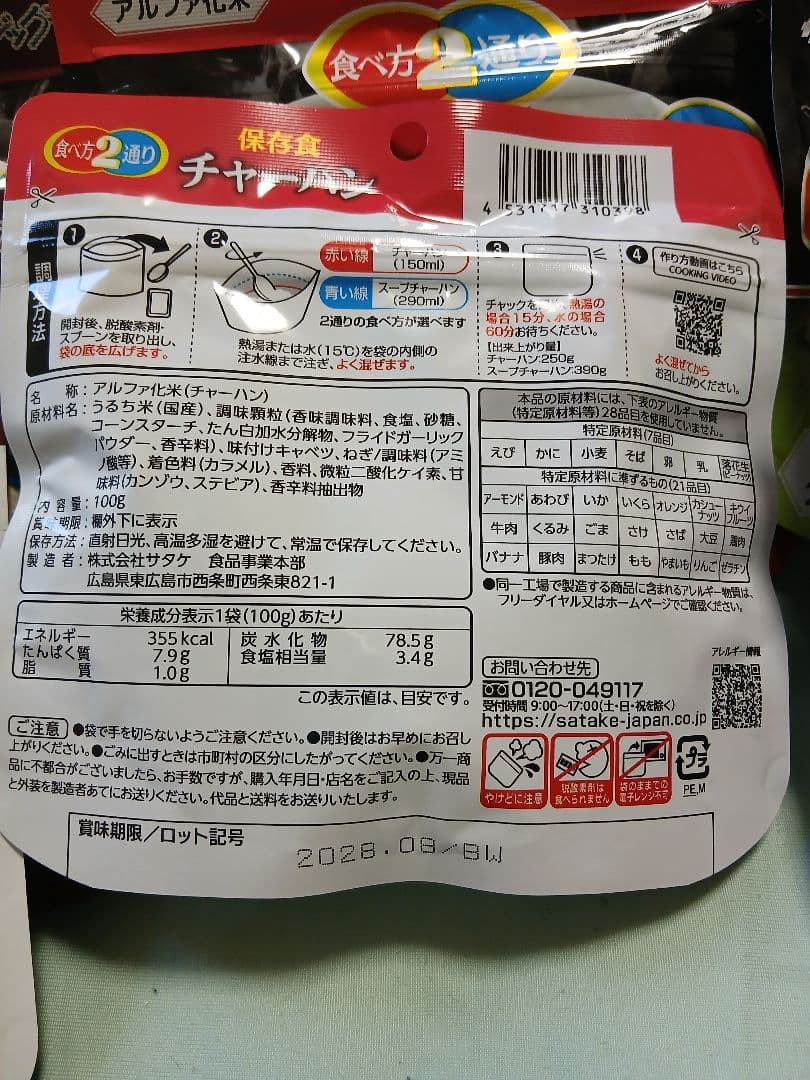 アルファ化米
食べ方2通り
食べ方2通り
保存食
チャーハン
4 531717 310398
調理方法
1
開封後、脱酸素剤・
スプーンを取り出し、
袋の底を広げます。
2
赤い線 チャーハン
(150ml)
青い線 スープチャーハン
(290ml)
2通りの食べ方が選べます
熱湯または水(15℃)を袋の内側の
注水線まで注ぎ、よく混ぜます。
3
チャックを 熱湯の
場合15分、水の場合
60分お待ちください。
【出来上がり量】
チャーハン:250g
スープチャーハン:390g
4
作り方動画はこちら
COOKING VIDEO
よく混ぜてから
お召し上がりください。
名称:アルファ化米(チャーハン)
原材料名:うるち米(国産)、調味顆粒(香味調味料、食塩、砂糖、
コーンスターチ、たん白加水分解物、フライドガーリック
パウダー、香辛料)、味付けキャベツ、ねぎ/調味料(アミ
ノ酸等)、着色料(カラメル)、香料、微粒二酸化ケイ素、甘
味料(カンゾウ、ステビア)、香辛料抽出物
内容量:100g
賞味期限:欄外下に表示
保存方法:直射日光、高温多湿を避けて、常温で保存してください。
製造者:株式会社サタケ 食品事業本部
広島県東広島市西条町西条東821-1
本品の原材料には、下表のアレルギー物質
(特定原材料等)28品目を使用していません。
特定原材料(7品目)
えび かに 小麦 そば 卵 乳 落花生(ピーナッツ)
特定原材料に準ずるもの(21品目)
アーモンド あわび いか いくら オレンジ カシューナッツ キウイフルーツ
牛肉 くるみ ごま さけ さば 大豆 鶏肉
バナナ 豚肉 まつたけ もも やまいも りんご ゼラチン
●同一工場で製造する商品に含まれるアレルギー物質は、
フリーダイヤル又はホームページでご確認ください。
栄養成分表示1袋(100g)あたり
エネルギー 355kcal 炭水化物 78.5g
たんぱく質 7.9g 食塩相当量 3.4g
脂質 1.0g
この表示値は、目安です。
アレルギー情報
お問い合わせ先
0120-049117
受付時間 9:00〜17:00(土・日・祝を除く)
https://satake-japan.co.jp
ご注意 ●袋で手を切らないようご注意ください。●開封後はお早めにお召し
上がりください。●ごみに出すときは市町村の区分にしたがってください。●万一商
品に不都合がございましたら、お手数ですが、購入年月日・店名をご記入の上、現品
と外装を製造者あてにお送りください。代品と送料をお送りいたします。
やけどに注意
脱酸素剤は
食べられません
袋のままでの
電子レンジ不可
プラ
PE,M
賞味期限/ロット記号
2028.08/BW